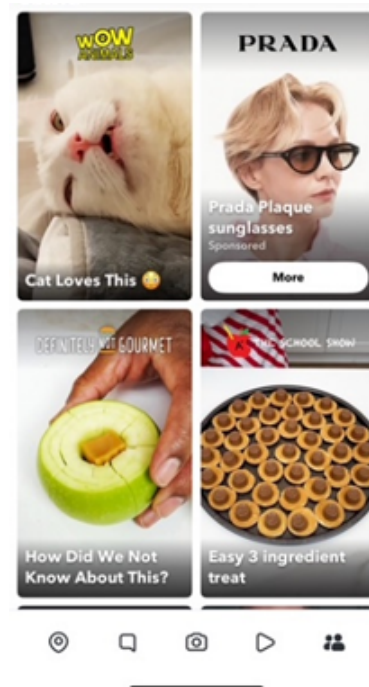 WOW
ANIMALS
Cat Loves This 😳
PRADA
Prada Plaque
sunglasses
Sponsored
More
DEFINITELY NOT GOURMET
How Did We Not
Know About This?
THE SCHOOL SHOW
Easy 3 ingredient
treat